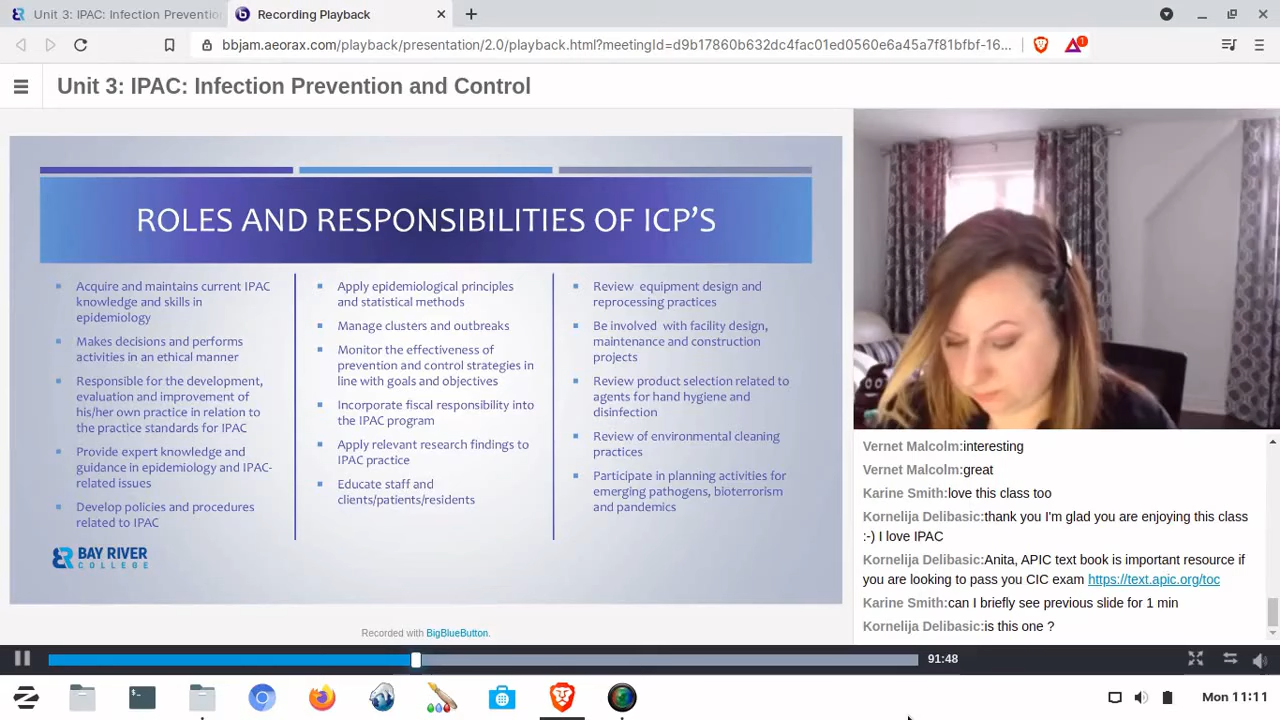 Unit 3: IPAC: Infection Preventio
Recording Playback
bbjam.aeorax.com/playback/presentation/2.0/playback.html?meetingId=d9b17860b632dc4fac01ed0560e6a45a7f81bfbf-16...
1
Unit 3: IPAC: Infection Prevention and Control
ROLES AND RESPONSIBILITIES OF ICP'S
Acquire and maintains current IPAC
knowledge and skills in
epidemiology
Makes decisions and performs
activities in an ethical manner
Responsible for the development,
evaluation and improvement of
his/her own practice in relation to
the practice standards for IPAC
Provide expert knowledge and
guidance in epidemiology and IPAC-
related issues
Develop policies and procedures
related to IPAC
Apply epidemiological principles
and statistical methods
Manage clusters and outbreaks
Monitor the effectiveness of
prevention and control strategies in
line with goals and objectives
Incorporate fiscal responsibility into
the IPAC program
Apply relevant research findings to
IPAC practice
Educate staff and
clients/patients/residents
Review equipment design and
reprocessing practices
Be involved with facility design,
maintenance and construction
projects
Review product selection related to
agents for hand hygiene and
disinfection
Review of environmental cleaning
practices
Participate in planning activities for
emerging pathogens, bioterrorism
and pandemics
BAY RIVER
COLLEGE
Recorded with BigBlueButton.
Vernet Malcolm:interesting
Vernet Malcolm:great
Karine Smith:love this class too
Kornelija Delibasic:thank you I'm glad you are enjoying this class
:-) I love IPAC
Kornelija Delibasic:Anita, APIC text book is important resource if
you are looking to pass you CIC exam https://text.apic.org/toc
Karine Smith:can I briefly see previous slide for 1 min
Kornelija Delibasic:is this one ?
91:48
Mon 11:11